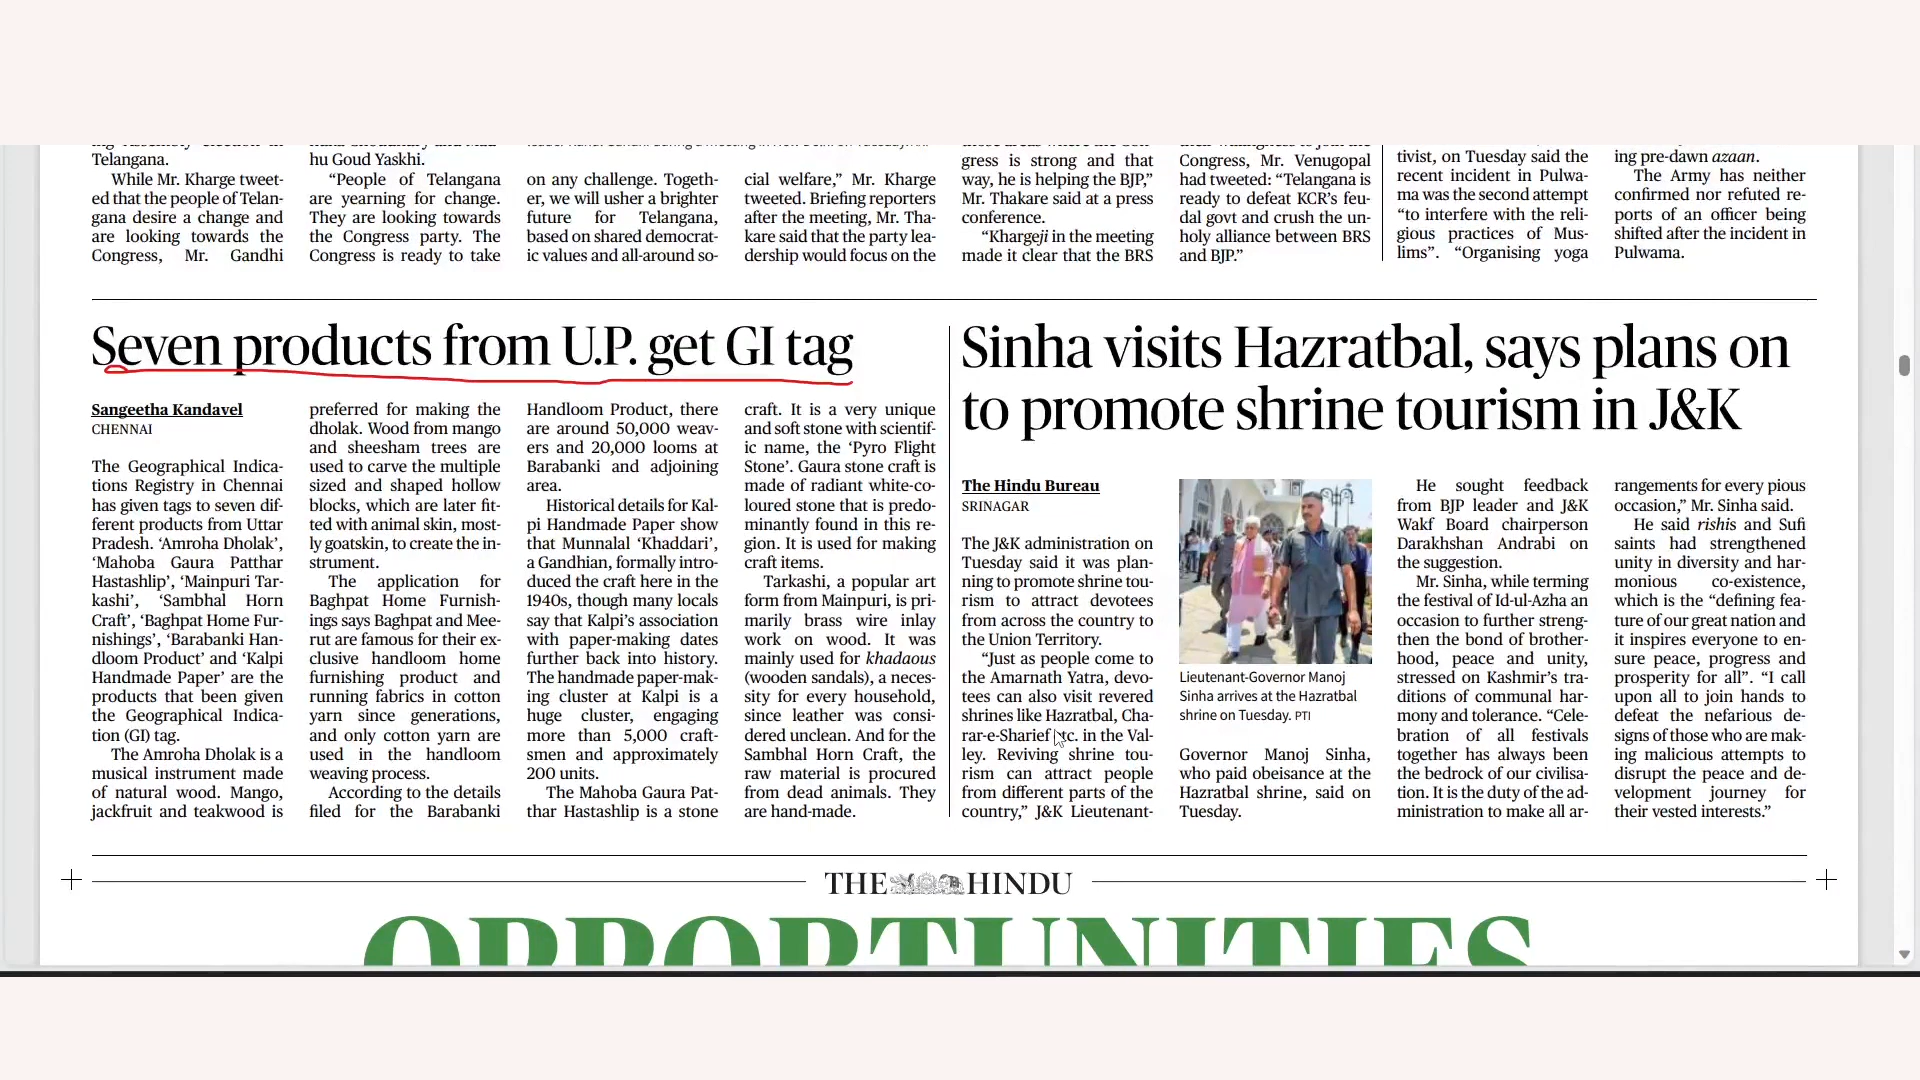 Telangana.
While Mr. Kharge tweet-
ed that the people of Telan-
gana desire a change and
are looking towards the
Congress, Mr. Gandhi
hu Goud Yaskhi.
“People of Telangana
are yearning for change.
They are looking towards
the Congress party. The
Congress is ready to take
on any challenge. Togeth-
er, we will usher a brighter
future for Telangana,
based on shared democrat-
ic values and all-around so-
cial welfare,” Mr. Kharge
tweeted. Briefing reporters
after the meeting, Mr. Tha-
kare said that the party lea-
dership would focus on the
gress is strong and that
way, he is helping the BJP,”
Mr. Thakare said at a press
conference.
“Khargeji in the meeting
made it clear that the BRS
Congress, Mr. Venugopal
had tweeted: “Telangana is
ready to defeat KCR’s feu-
dal govt and crush the un-
holy alliance between BRS
and BJP.”
tivist, on Tuesday said the
recent incident in Pulwa-
ma was the second attempt
“to interfere with the reli-
gious practices of Mus-
lims”. “Organising yoga
ing pre-dawn azaan.
The Army has neither
confirmed nor refuted re-
ports of an officer being
shifted after the incident in
Pulwama.
Seven products from U.P. get GI tag
Sangeetha Kandavel
CHENNAI
The Geographical Indica-
tions Registry in Chennai
has given tags to seven dif-
ferent products from Uttar
Pradesh. ‘Amroha Dholak’,
‘Mahoba Gaura Patthar
Hastashlip’, ‘Mainpuri Tar-
kashi’, ‘Sambhal Horn
Craft’, ‘Baghpat Home Fur-
nishings’, ‘Barabanki Han-
dloom Product’ and ‘Kalpi
Handmade Paper’ are the
products that been given
the Geographical Indica-
tion (GI) tag.
The Amroha Dholak is a
musical instrument made
of natural wood. Mango,
jackfruit and teakwood is
preferred for making the
dholak. Wood from mango
and sheesham trees are
used to carve the multiple
sized and shaped hollow
blocks, which are later fit-
ted with animal skin, most-
ly goatskin, to create the in-
strument.
The application for
Baghpat Home Furnish-
ings says Baghpat and Mee-
rut are famous for their ex-
clusive handloom home
furnishing product and
running fabrics in cotton
yarn since generations,
and only cotton yarn are
used in the handloom
weaving process.
According to the details
filed for the Barabanki
Handloom Product, there
are around 50,000 weav-
ers and 20,000 looms at
Barabanki and adjoining
area.
Historical details for Kal-
pi Handmade Paper show
that Munnalal ‘Khaddari’,
a Gandhian, formally intro-
duced the craft here in the
1940s, though many locals
say that Kalpi’s association
with paper-making dates
further back into history.
The handmade paper-mak-
ing cluster at Kalpi is a
huge cluster, engaging
more than 5,000 craft-
smen and approximately
200 units.
The Mahoba Gaura Pat-
thar Hastashlip is a stone
craft. It is a very unique
and soft stone with scientif-
ic name, the ‘Pyro Flight
Stone’. Gaura stone craft is
made of radiant white-co-
loured stone that is predo-
minantly found in this re-
gion. It is used for making
craft items.
Tarkashi, a popular art
form from Mainpuri, is pri-
marily brass wire inlay
work on wood. It was
mainly used for khadaous
(wooden sandals), a neces-
sity for every household,
since leather was consi-
dered unclean. And for the
Sambhal Horn Craft, the
raw material is procured
from dead animals. They
are hand-made.
Sinha visits Hazratbal, says plans on
to promote shrine tourism in J&K
The Hindu Bureau
SRINAGAR
The J&K administration on
Tuesday said it was plan-
ning to promote shrine tou-
rism to attract devotees
from across the country to
the Union Territory.
“Just as people come to
the Amarnath Yatra, devo-
tees can also visit revered
shrines like Hazratbal, Cha-
rar-e-Sharief etc. in the Val-
ley. Reviving shrine tou-
rism can attract people
from different parts of the
country,” J&K Lieutenant-
Lieutenant-Governor Manoj
Sinha arrives at the Hazratbal
shrine on Tuesday. PTI
Governor Manoj Sinha,
who paid obeisance at the
Hazratbal shrine, said on
Tuesday.
He sought feedback
from BJP leader and J&K
Wakf Board chairperson
Darakhshan Andrabi on
the suggestion.
Mr. Sinha, while terming
the festival of Id-ul-Azha an
occasion to further streng-
then the bond of brother-
hood, peace and unity,
stressed on Kashmir’s tra-
ditions of communal har-
mony and tolerance. “Cele-
bration of all festivals
together has always been
the bedrock of our civilisa-
tion. It is the duty of the ad-
ministration to make all ar-
rangements for every pious
occasion,” Mr. Sinha said.
He said rishis and Sufi
saints had strengthened
unity in diversity and har-
monious co-existence,
which is the “defining fea-
ture of our great nation and
it inspires everyone to en-
sure peace, progress and
prosperity for all”. “I call
upon all to join hands to
defeat the nefarious de-
signs of those who are mak-
ing malicious attempts to
disrupt the peace and de-
velopment journey for
their vested interests.”
THE HINDU
OPPORTUNITIES